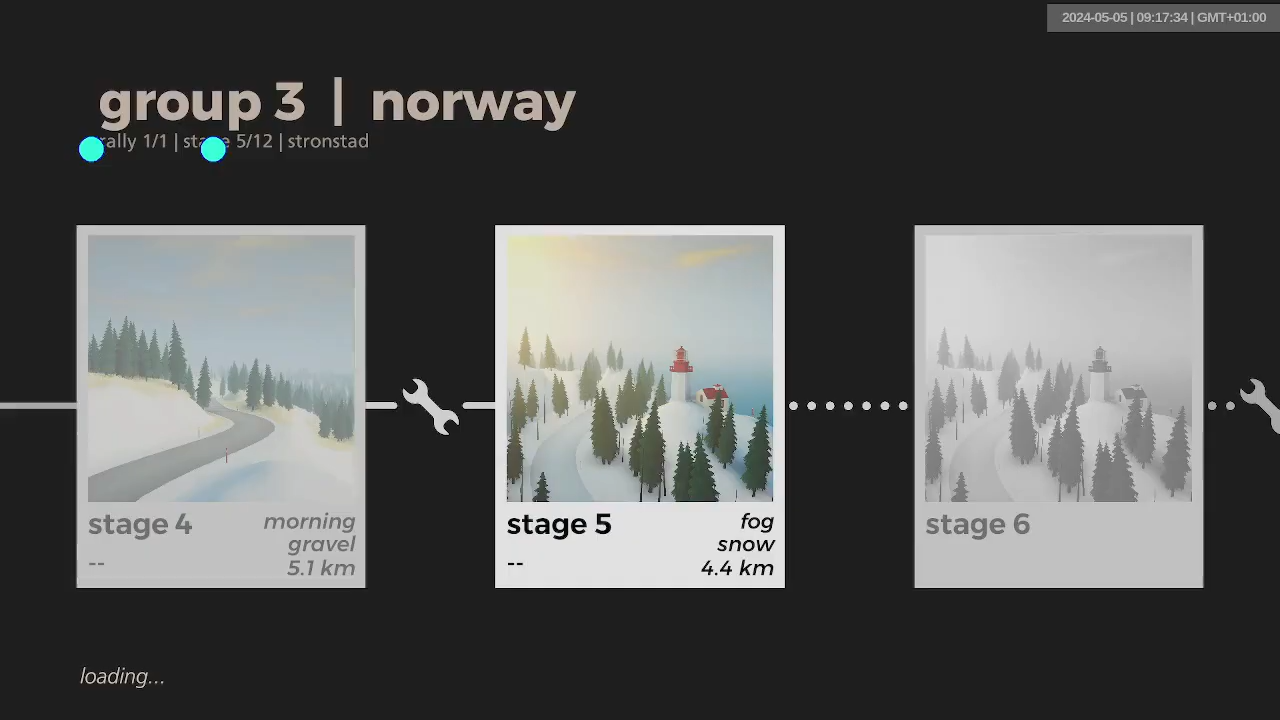 2024-05-05 | 09:17:34 | GMT+01:00
group 3 | norway
rally 1/1 | stage 5/12 | stronstad
stage 4
morning
gravel
--
5.1 km
stage 5
fog
snow
--
4.4 km
stage 6
loading...